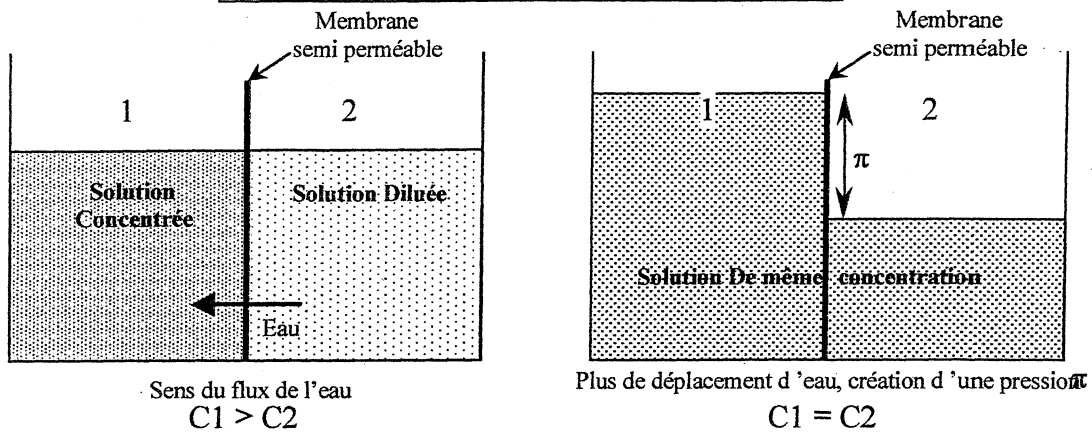 Membrane
semi perméable
1
2
Solution
Concentrée
Solution Diluée
Eau
Sens du flux de l'eau
C1 > C2
Membrane
semi perméable
1
2
π
Solution De même concentration
Plus de déplacement d 'eau, création d 'une pressionπ
C1 = C2